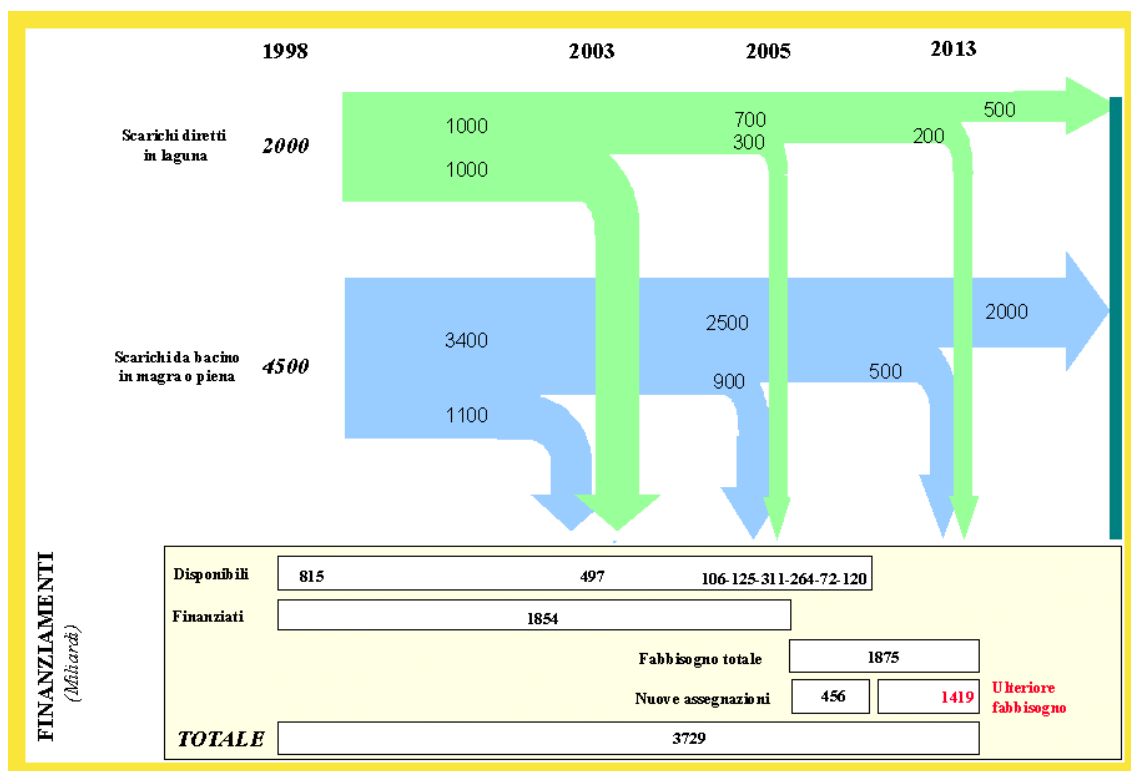 1998 2003 2005 2013
Scarichi diretti
in laguna
2000
1000
1000
700
300
200
500
Scarichi da bacino
in magra o piena
4500
3400
1100
2500
900
500
2000
FINANZIAMENTI
(Miliardi)
Disponibili 815 497 106-125-311-264-72-120
Finanziati 1854
Fabbisogno totale 1875
Nuove assegnazioni 456 1419 Ulteriore
fabbisogno
TOTALE 3729